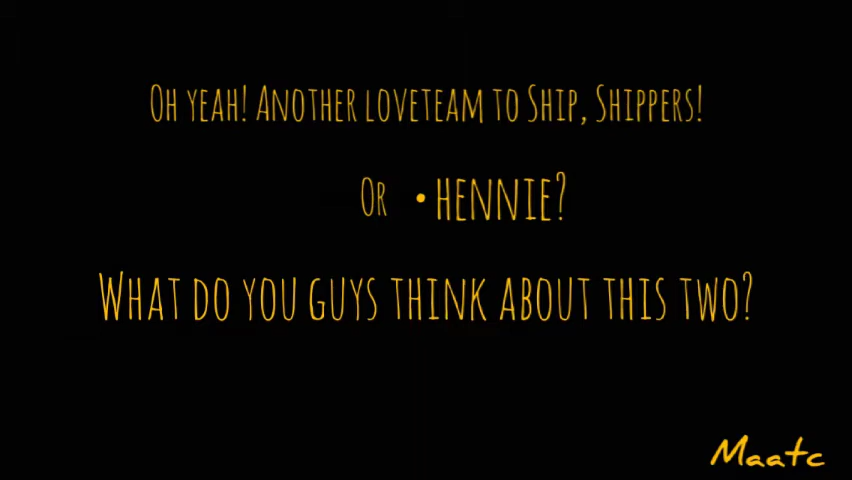 Oh yeah! Another loveteam to Ship, Shippers!
Or • HENNIE?
What do you guys think about this two?
Maatc